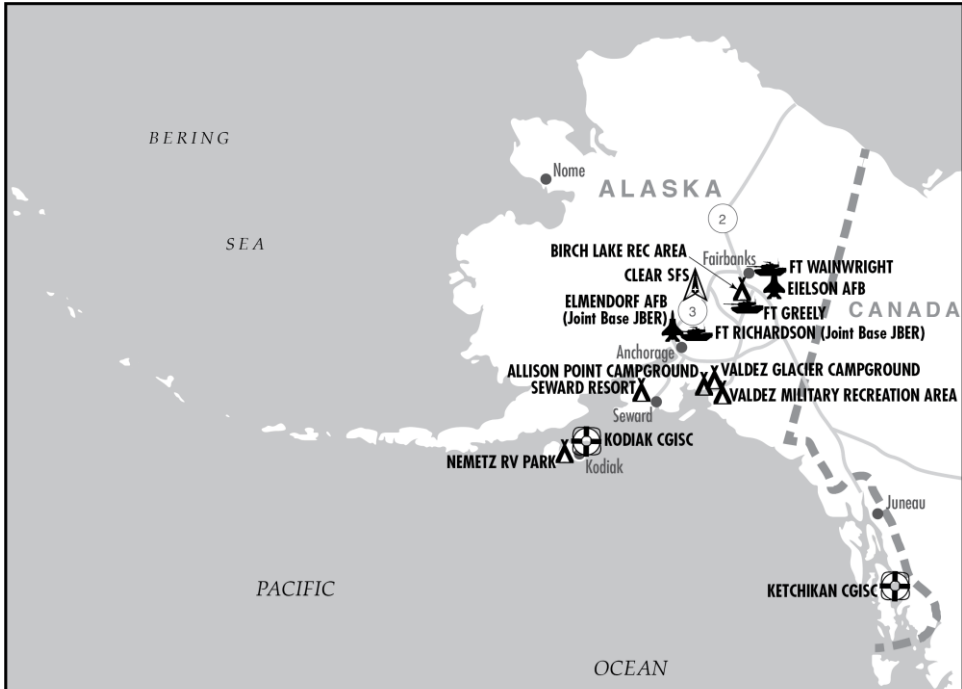 BERING
Nome
ALASKA
2
SEA
BIRCH LAKE REC AREA
Fairbanks
FT WAINWRIGHT
CLEAR SFS
EIELSON AFB
ELMENDORF AFB
(Joint Base JBER)
3
FT GREELY
CANADA
FT RICHARDSON (Joint Base JBER)
Anchorage
ALLISON POINT CAMPGROUND
VALDEZ GLACIER CAMPGROUND
SEWARD RESORT
VALDEZ MILITARY RECREATION AREA
Seward
KODIAK CGISC
NEMETZ RV PARK
Kodiak
Juneau
PACIFIC
KETCHIKAN CGISC
OCEAN